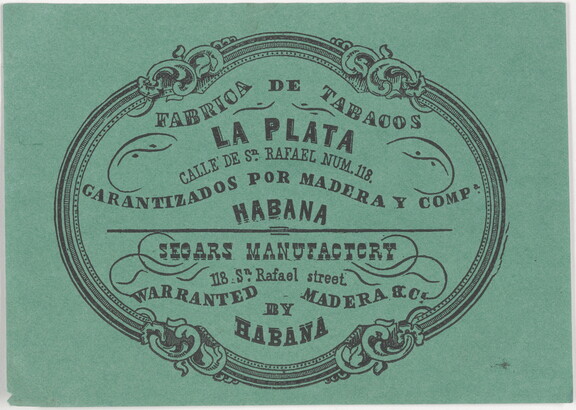 FABRICA DE TABACOS
LA PLATA
CALLE DE Sn. RAFAEL NUM. 118.
GARANTIZADOS POR MADERA Y COMPa.
HABANA
SEGARS MANUFACTORY
118. Sn. Rafael street.
WARRANTED MADERA & Co.
BY
HABANA